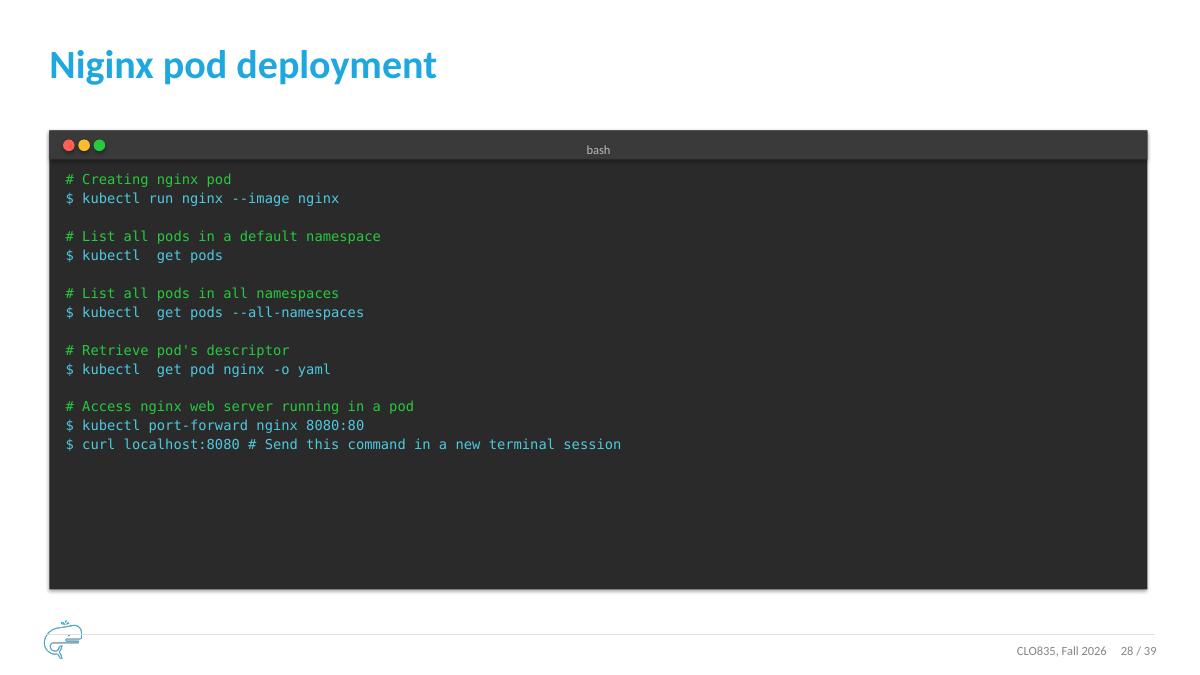 Niginx pod deployment
bash
# Creating nginx pod
$ kubectl run nginx --image nginx
# List all pods in a default namespace
$ kubectl  get pods
# List all pods in all namespaces
$ kubectl  get pods --all-namespaces
# Retrieve pod's descriptor
$ kubectl  get pod nginx -o yaml
# Access nginx web server running in a pod
$ kubectl port-forward nginx 8080:80
$ curl localhost:8080 # Send this command in a new terminal session
CLO835, Fall 2026 28 / 39